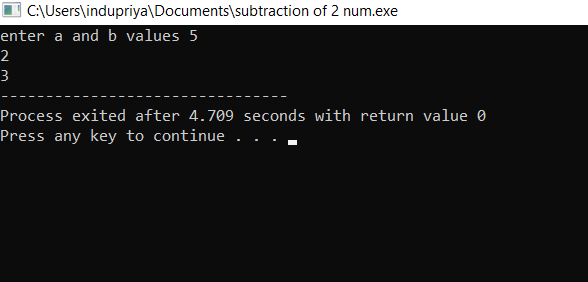 C:\Users\indupriya\Documents\subtraction of 2 num.exe
enter a and b values 5
2
3
--------------------------------
Process exited after 4.709 seconds with return value 0
Press any key to continue . . .